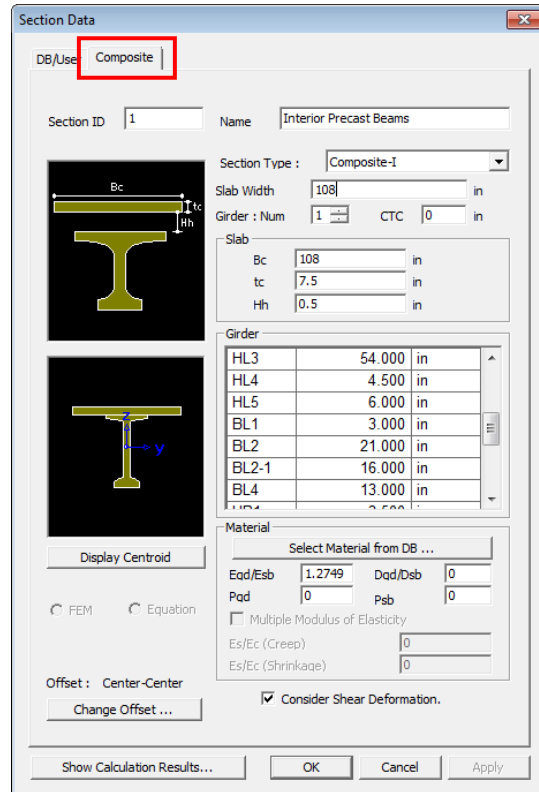 Section Data
DB/Use Composite
Section ID 1 Name Interior Precast Beams
Section Type : Composite-I
Slab Width 108 in
Girder : Num 1 CTC 0 in
Slab
Bc 108 in
tc 7.5 in
Hh 0.5 in
Bc
tc
Hh
Girder
HL3 54.000 in
HL4 4.500 in
HL5 6.000 in
BL1 3.000 in
BL2 21.000 in
BL2-1 16.000 in
BL4 13.000 in
z
y
Material
Select Material from DB ...
Egd/Esb 1.2749 Dgd/Dsb 0
Pgd 0 Psb 0
Multiple Modulus of Elasticity
Es/Ec (Creep) 0
Es/Ec (Shrinkage) 0
Display Centroid
FEM Equation
Offset : Center-Center
Change Offset ...
Consider Shear Deformation.
Show Calculation Results... OK Cancel Apply